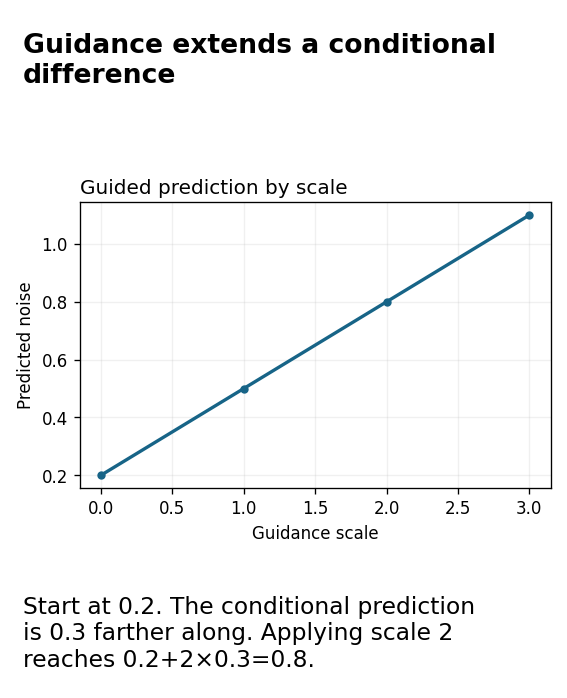 Guidance extends a conditional
difference
Guided prediction by scale
Predicted noise
1.0
0.8
0.6
0.4
0.2
0.0 0.5 1.0 1.5 2.0 2.5 3.0
Guidance scale
Start at 0.2. The conditional prediction
is 0.3 farther along. Applying scale 2
reaches 0.2+2×0.3=0.8.